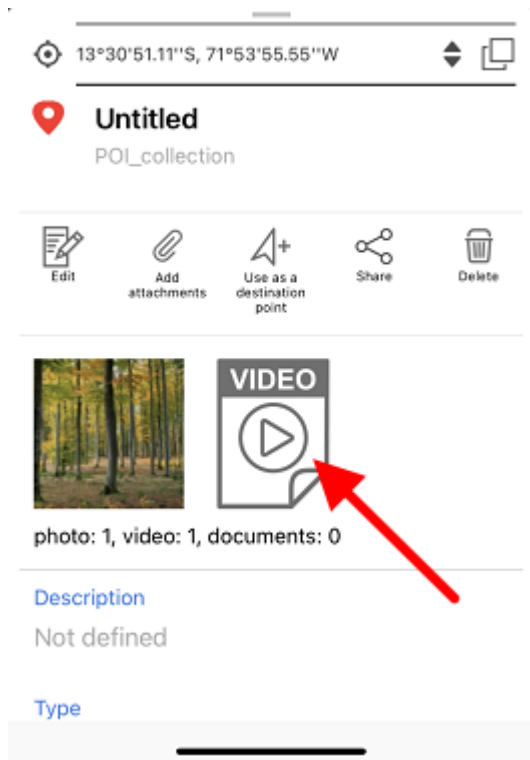 13°30'51.11''S, 71°53'55.55''W
Untitled
POI_collection
Edit
Add
attachments
Use as a
destination
point
Share
Delete
VIDEO
photo: 1, video: 1, documents: 0
Description
Not defined
Type